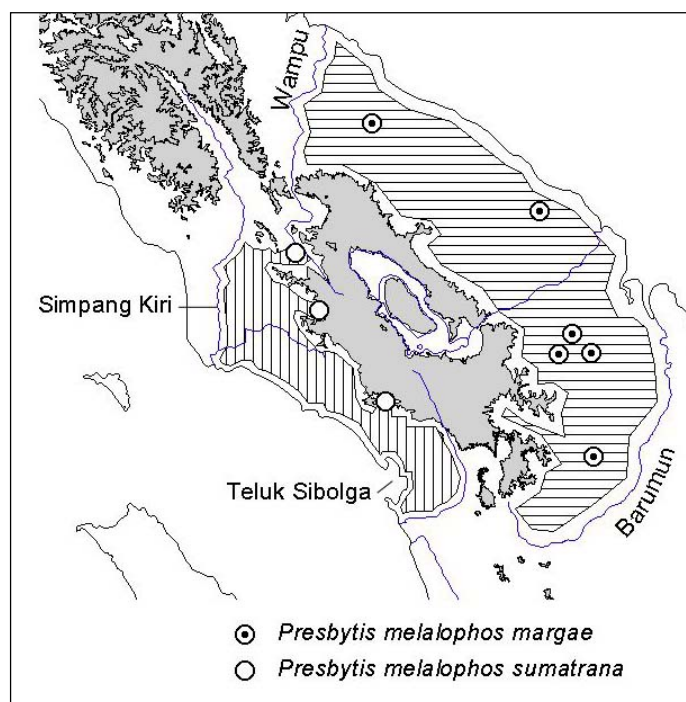 Wampu
Simpang Kiri
Teluk Sibolga
Barumun
Presbytis melalophos margae
Presbytis melalophos sumatrana